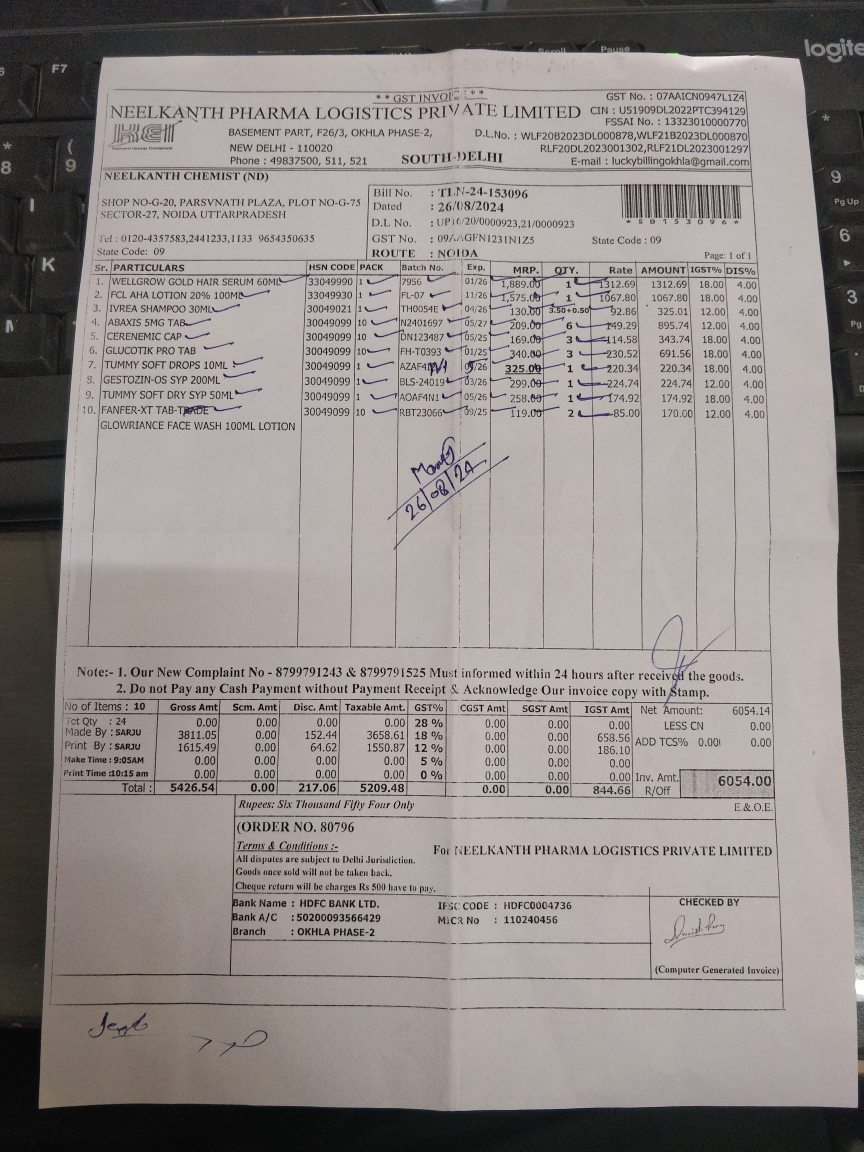 **GST INVOICE**
GST No. : 07AAICN0947L1Z4
NEELKANTH PHARMA LOGISTICS PRIVATE LIMITED
CIN : U51909DL2022PTC394129
FSSAI No. : 13323010000770
BASEMENT PART, F26/3, OKHLA PHASE-2,
D.L.No. : WLF20B2023DL000878,WLF21B2023DL000870
NEW DELHI - 110020
RLF20DL2023001302,RLF21DL2023001297
Phone : 49837500, 511, 521
SOUTH-DELHI
E-mail : luckybillingokhla@gmail.com
NEELKANTH CHEMIST (ND)
SHOP NO-G-20, PARSVNATH PLAZA, PLOT NO-G-75
SECTOR-27, NOIDA UTTARPRADESH
Tel : 0120-4357583,2441233,1133 9654350635
State Code: 09
Bill No. : TLN-24-153096
Dated : 26/08/2024
D.L No. : UP16/20/0000923,21/0000923
GST No. : 09AAGFN1231N1Z5
State Code : 09
ROUTE : NOIDA
*S8153096*
Page: 1 of 1
Sr. PARTICULARS HSN CODE PACK Batch No. Exp. MRP. QTY. Rate AMOUNT IGST% DIS%
1. WELLGROW GOLD HAIR SERUM 60ML 33049990 1 7956 01/26 1,889.00 1 1312.69 1312.69 18.00 4.00
2. FCL AHA LOTION 20% 100ML 33049930 1 FL-07 11/26 1,575.00 1 1067.80 1067.80 18.00 4.00
3. IVREA SHAMPOO 30ML 30049021 1 TH0054E 04/26 130.00 3.50+0.50 92.86 325.01 12.00 4.00
4. ABAXIS 5MG TAB 30049099 10 N2401697 05/27 209.00 6 149.29 895.74 12.00 4.00
5. CERENEMIC CAP 30049099 10 DN123487 05/25 169.00 3 114.58 343.74 18.00 4.00
6. GLUCOTIK PRO TAB 30049099 10 FH-T0393 01/25 340.00 3 230.52 691.56 18.00 4.00
7. TUMMY SOFT DROPS 10ML 30049099 1 325.00 1 220.34 220.34 18.00 4.00
8. GESTOZIN-OS SYP 200ML 30049099 1 BLS-24019 03/26 299.00 1 224.74 224.74 12.00 4.00
9. TUMMY SOFT DRY SYP 50ML 30049099 1 AOAF4N1 05/26 258.00 1 174.92 174.92 18.00 4.00
10. FANFER-XT TAB-TRADE 30049099 10 RBT23066 09/25 119.00 2 85.00 170.00 12.00 4.00
GLOWRIANCE FACE WASH 100ML LOTION
26/08/24
Note:- 1. Our New Complaint No - 8799791243 & 8799791525 Must informed within 24 hours after received the goods.
2. Do not Pay any Cash Payment without Payment Receipt & Acknowledge Our invoice copy with Stamp.
No of Items : 10 Gross Amt Scm. Amt Disc. Amt Taxable Amt. GST% CGST Amt SGST Amt IGST Amt Net Amount: 6054.14
Tot Qty : 24 0.00 0.00 0.00 0.00 28 % 0.00 0.00 0.00 LESS CN 0.00
Made By : SARJU 3811.05 0.00 152.44 3658.61 18 % 0.00 0.00 658.56 ADD TCS% 0.00 0.00
Print By : SARJU 1615.49 0.00 64.62 1550.87 12 % 0.00 0.00 186.10
Make Time : 9:05AM 0.00 0.00 0.00 0.00 5 % 0.00 0.00 0.00
Print Time :10:15 am 0.00 0.00 0.00 0.00 0 % 0.00 0.00 0.00 Inv. Amt. 6054.00
Total : 5426.54 0.00 217.06 5209.48 0.00 0.00 844.66 R/Off
Rupees: Six Thousand Fifty Four Only
E.&.O.E.
(ORDER NO. 80796
Terms & Conditions :-
All disputes are subject to Delhi Jurisdiction.
Goods once sold will not be taken back.
Cheque return will be charges Rs 500 have to pay.
For NEELKANTH PHARMA LOGISTICS PRIVATE LIMITED
Bank Name : HDFC BANK LTD. IFSC CODE : HDFC0004736
Bank A/C : 50200093566429 MICR No : 110240456
Branch : OKHLA PHASE-2
CHECKED BY
(Computer Generated Invoice)
logite
F7
Scroll
Pause
Pg Up
Pg
K